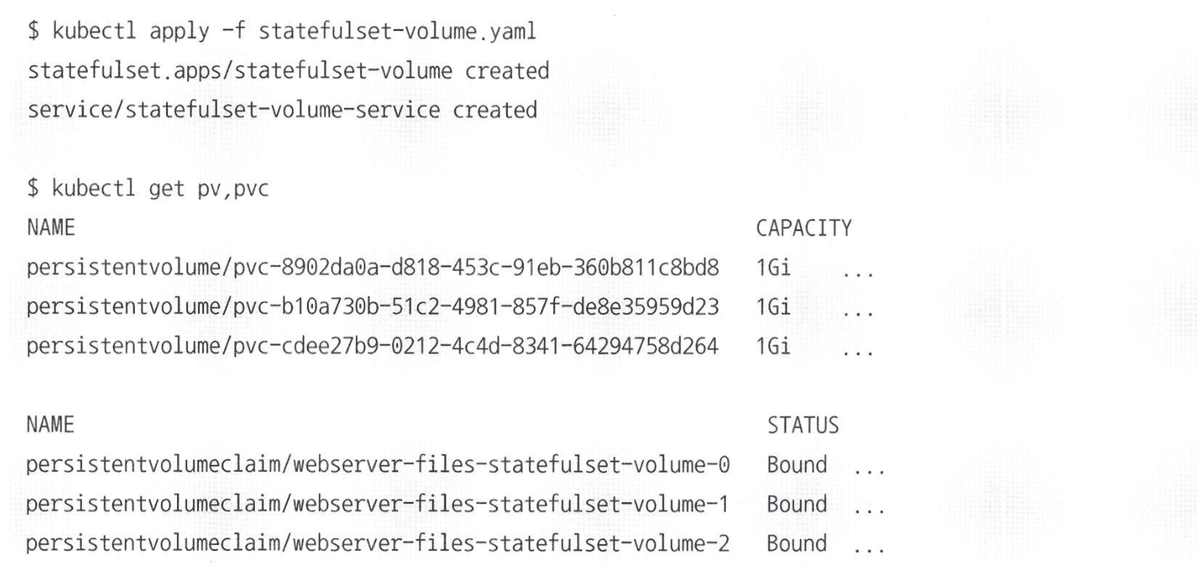 $ kubectl apply -f statefulset-volume.yaml
statefulset.apps/statefulset-volume created
service/statefulset-volume-service created
$ kubectl get pv,pvc
NAME CAPACITY
persistentvolume/pvc-8902da0a-d818-453c-91eb-360b811c8bd8 1Gi ...
persistentvolume/pvc-b10a730b-51c2-4981-857f-de8e35959d23 1Gi ...
persistentvolume/pvc-cdee27b9-0212-4c4d-8341-64294758d264 1Gi ...
NAME STATUS
persistentvolumeclaim/webserver-files-statefulset-volume-0 Bound ...
persistentvolumeclaim/webserver-files-statefulset-volume-1 Bound ...
persistentvolumeclaim/webserver-files-statefulset-volume-2 Bound ...